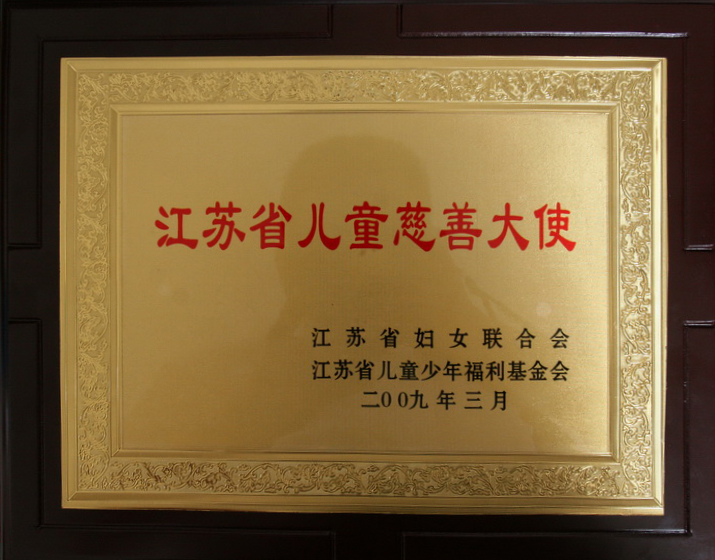 江苏省儿童慈善大使
江苏省妇女联合会
江苏省儿童少年福利基金会
二00九年三月